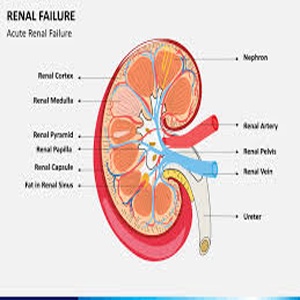 RENAL FAILURE
Acute Renal Failure
Nephron
Renal Cortex
Renal Medulla
Renal Artery
Renal Pyramid
Renal Papilla
Renal Pelvis
Renal Capsule
Renal Vein
Fat in Renal Sinus
Ureter